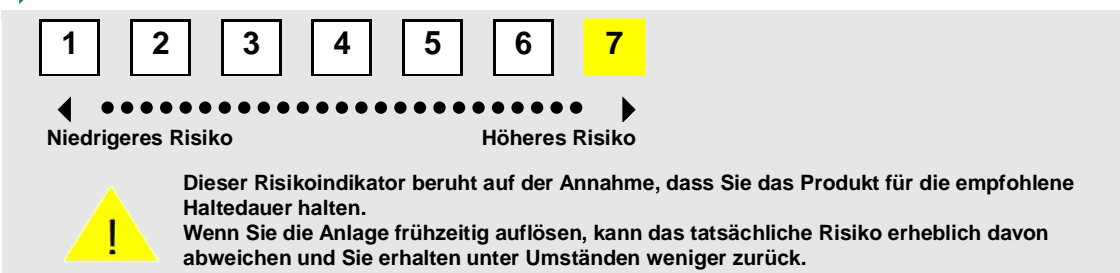 1 2 3 4 5 6 7
Niedrigeres Risiko Höheres Risiko
Dieser Risikoindikator beruht auf der Annahme, dass Sie das Produkt für die empfohlene
Haltedauer halten.
! Wenn Sie die Anlage frühzeitig auflösen, kann das tatsächliche Risiko erheblich davon
abweichen und Sie erhalten unter Umständen weniger zurück.